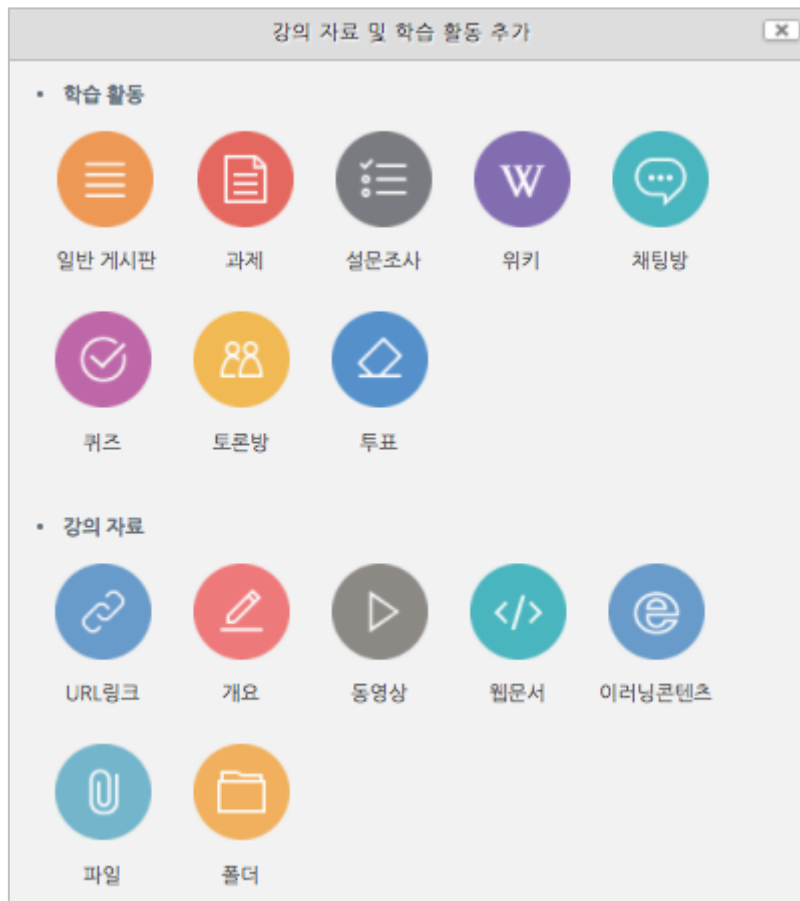 강의 자료 및 학습 활동 추가
• 학습 활동
일반 게시판 과제 설문조사 위키 채팅방
퀴즈 토론방 투표
• 강의 자료
URL링크 개요 동영상 웹문서 이러닝콘텐츠
파일 폴더